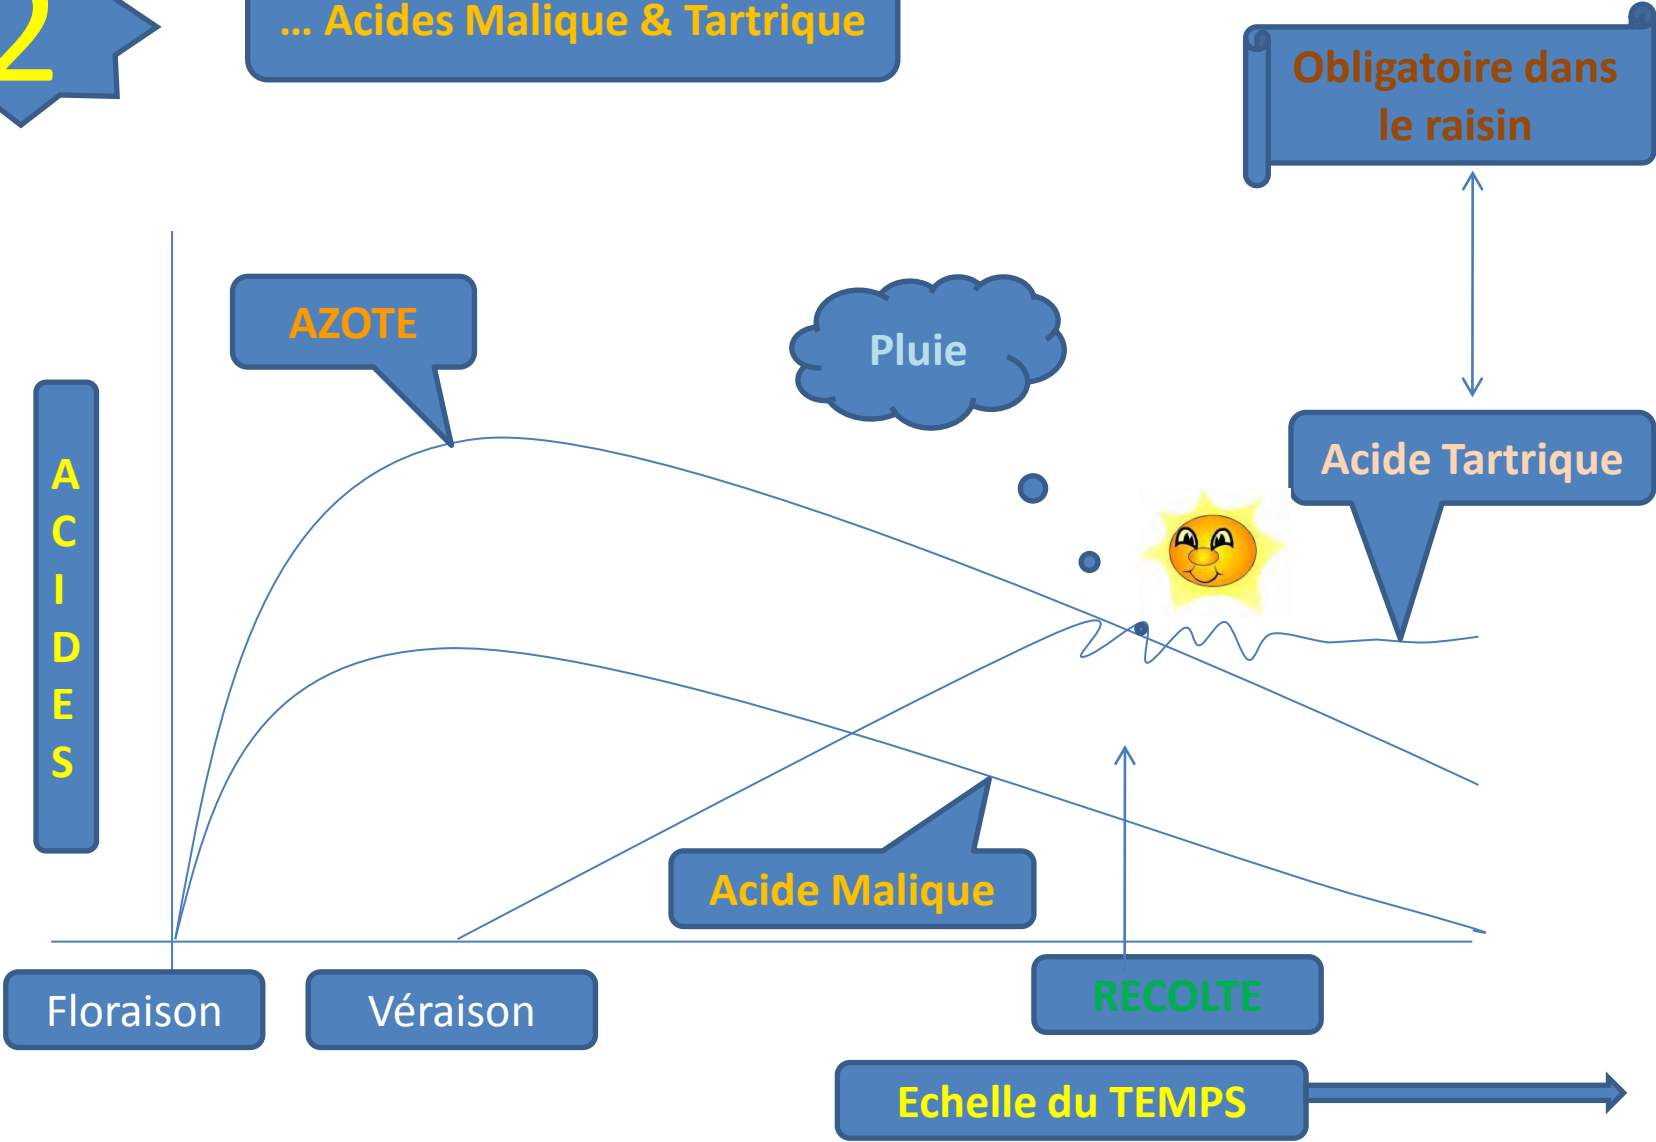 2
... Acides Malique & Tartrique
Obligatoire dans
le raisin
AZOTE
Pluie
Acide Tartrique
A
C
I
D
E
S
Acide Malique
Floraison
Véraison
RECOLTE
Echelle du TEMPS